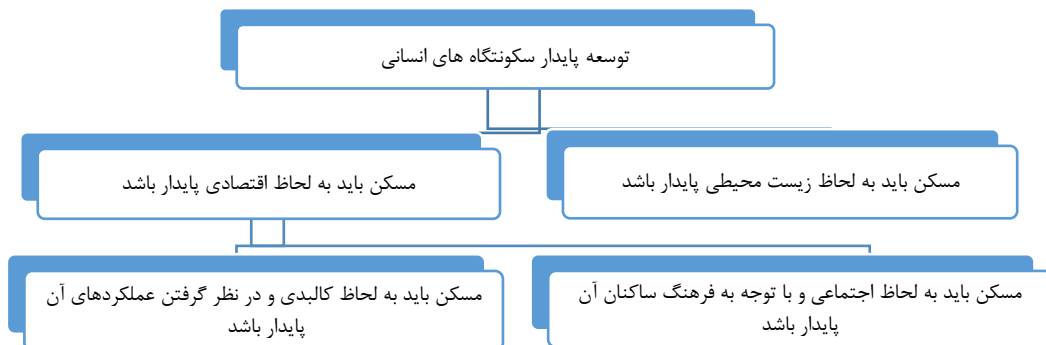 توسعه پایدار سکونتگاه های انسانی
مسکن باید به لحاظ زیست محیطی پایدار باشد
مسکن باید به لحاظ اقتصادی پایدار باشد
مسکن باید به لحاظ اجتماعی و با توجه به فرهنگ ساکنان آن
پایدار باشد
مسکن باید به لحاظ کالبدی و در نظر گرفتن عملکردهای آن
پایدار باشد